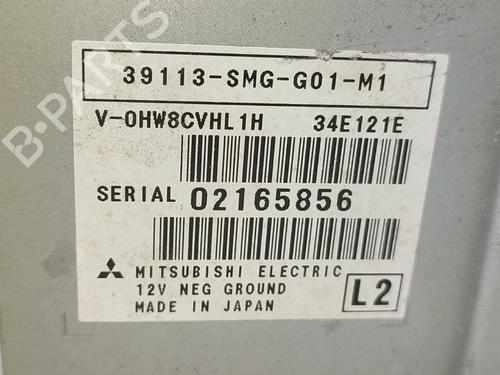 39113-SMG-G01-M1
V-0HW8CVHL1H 34E121E
SERIAL 02165856
MITSUBISHI ELECTRIC
12V NEG GROUND
MADE IN JAPAN
L2
B-PARTS